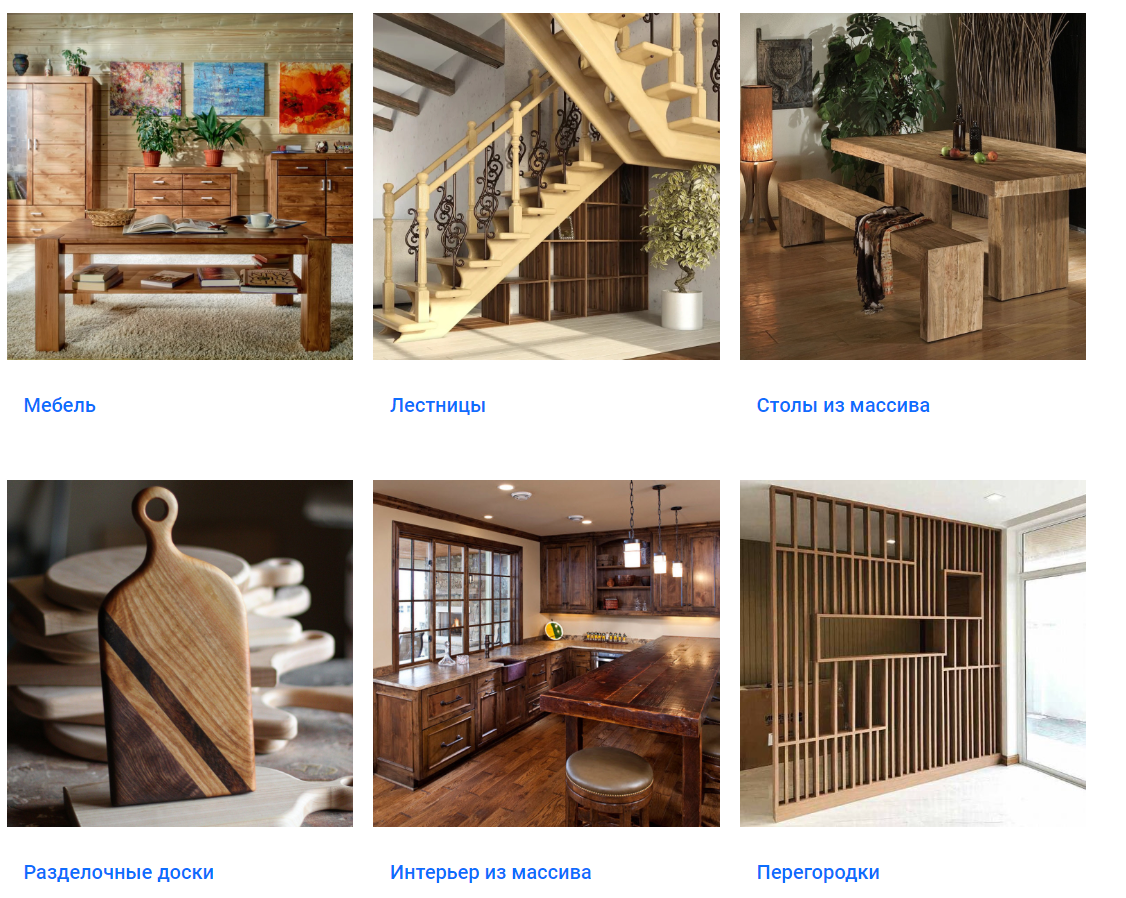 Мебель
Лестницы
Столы из массива
Разделочные доски
Интерьер из массива
Перегородки